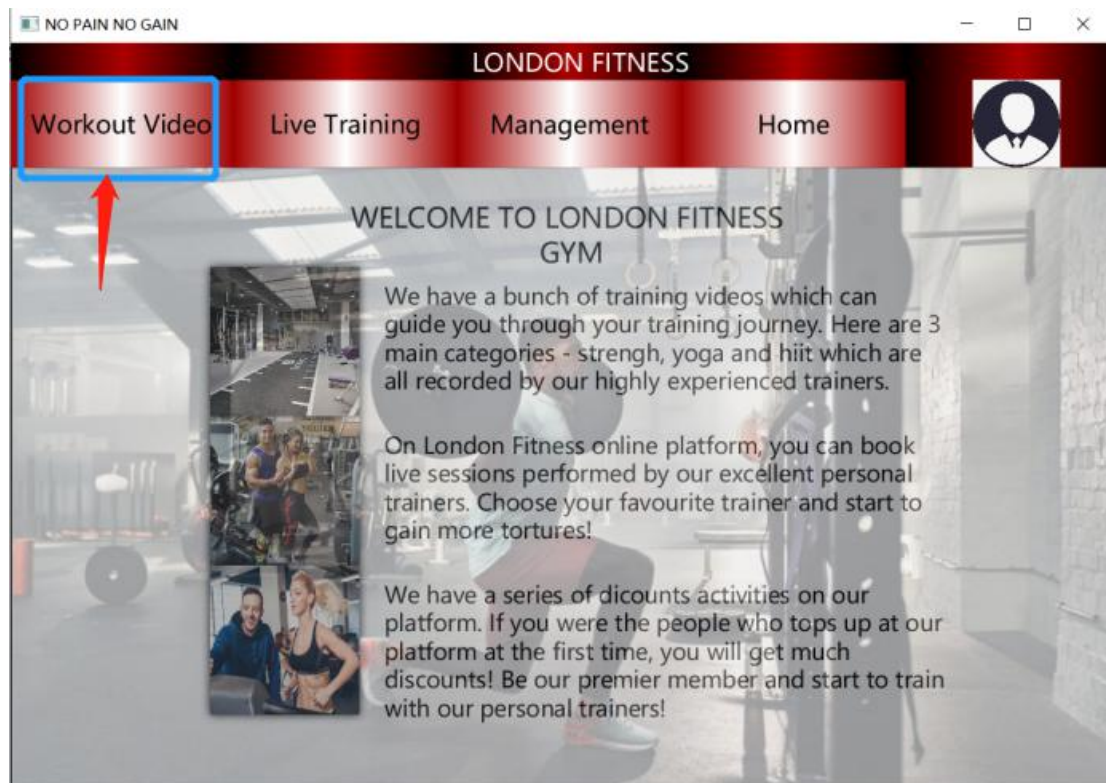 NO PAIN NO GAIN
LONDON FITNESS
Workout Video
Live Training
Management
Home
WELCOME TO LONDON FITNESS
GYM
We have a bunch of training videos which can
guide you through your training journey. Here are 3
main categories - strengh, yoga and hiit which are
all recorded by our highly experienced trainers.
On London Fitness online platform, you can book
live sessions performed by our excellent personal
trainers. Choose your favourite trainer and start to
gain more tortures!
We have a series of dicounts activities on our
platform. If you were the people who tops up at our
platform at the first time, you will get much
discounts! Be our premier member and start to train
with our personal trainers!